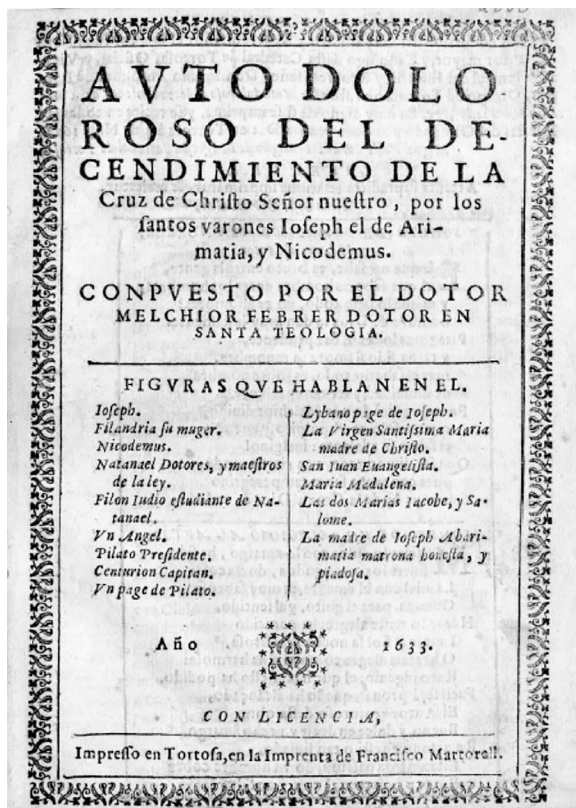 AVTO DOLO-
ROSO EL DE-
CENDIMIENTO DE LA
Cruz de Christo Señor nuestro, por los
santos varones Ioseph el de Ari-
matia, y Nicodemus.
CONPVESTO POR EL DOTOR
MELCHIOR FEBRER DOTOR EN
SANTA TEOLOGIA.
FIGVRAS QVE HABLAN EN EL.
Ioseph.
Filandria su muger.
Nicodemus.
Natanael Dotores, y maestros
de la ley.
Filon Iudio estudiante de Na-
tanael.
Vn Angel.
Pilato Presidente.
Centurion Capitan.
Vn page de Pilato.
Lybano page de Ioseph.
La Virgen Santissima Maria
madre de Christo.
San Iuan Euangelista.
Maria Madalena.
Las dos Marias Iacobe, y Sa-
lome.
La madre de Ioseph Abari-
matia matrona honesta, y
piadosa.
Año 1633.
CON LICENCIA,
Impresso en Tortosa, en la Imprenta de Francisco Martorell.